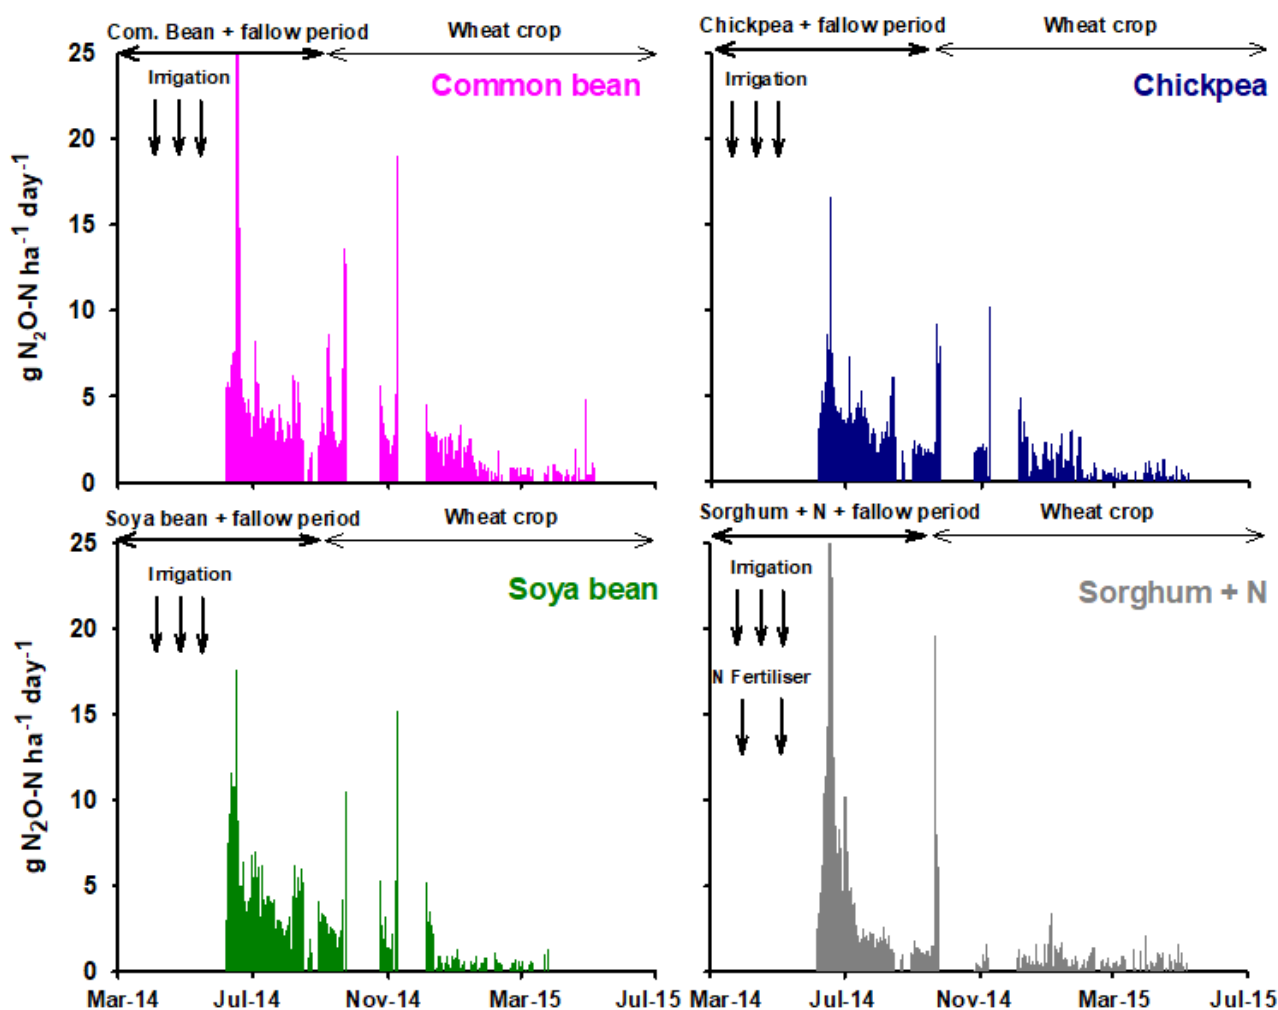 Com. Bean + fallow period
Wheat crop
Irrigation
Common bean
25
20
15
10
5
0
g N₂O-N ha⁻¹ day⁻¹
Chickpea + fallow period
Wheat crop
Irrigation
Chickpea
Soya bean + fallow period
Wheat crop
Irrigation
Soya bean
25
20
15
10
5
0
g N₂O-N ha⁻¹ day⁻¹
Mar-14 Jul-14 Nov-14 Mar-15 Jul-15
Sorghum + N + fallow period
Wheat crop
Irrigation
Sorghum + N
N Fertiliser
Mar-14 Jul-14 Nov-14 Mar-15 Jul-15